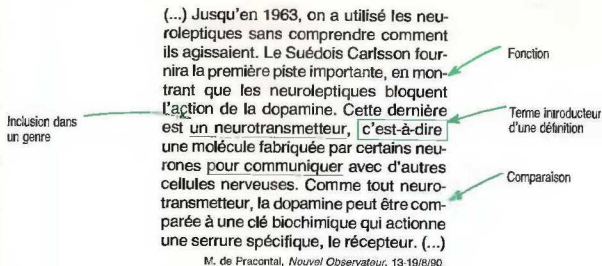 (...) Jusqu'en 1963, on a utilisé les neu-
roleptiques sans comprendre comment
ils agissaient. Le Suédois Carlsson four-
nira la première piste importante, en mon-
trant que les neuroleptiques bloquent
l'action de la dopamine. Cette dernière
est un neurotransmetteur, c'est-à-dire
une molécule fabriquée par certains neu-
rones pour communiquer avec d'autres
cellules nerveuses. Comme tout neuro-
transmetteur, la dopamine peut être com-
parée à une clé biochimique qui actionne
une serrure spécifique, le récepteur. (...)
M. de Pracontal, Nouvel Observateur, 13-19/8/90
Inclusion dans
un genre
Fonction
Terme introducteur
d'une définition
Comparaison